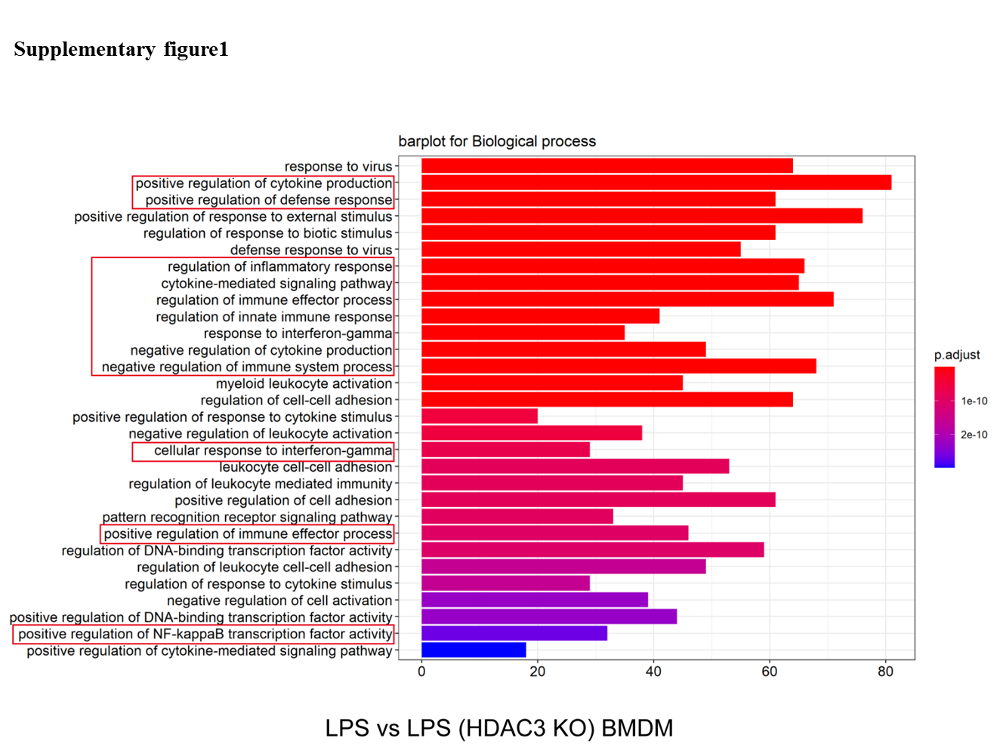 Supplementary figure1
barplot for Biological process
response to virus
positive regulation of cytokine production
positive regulation of defense response
positive regulation of response to external stimulus
regulation of response to biotic stimulus
defense response to virus
regulation of inflammatory response
cytokine-mediated signaling pathway
regulation of immune effector process
regulation of innate immune response
response to interferon-gamma
negative regulation of cytokine production
negative regulation of immune system process
myeloid leukocyte activation
regulation of cell-cell adhesion
positive regulation of response to cytokine stimulus
negative regulation of leukocyte activation
cellular response to interferon-gamma
leukocyte cell-cell adhesion
regulation of leukocyte mediated immunity
positive regulation of cell adhesion
pattern recognition receptor signaling pathway
positive regulation of immune effector process
regulation of DNA-binding transcription factor activity
regulation of leukocyte cell-cell adhesion
regulation of response to cytokine stimulus
negative regulation of cell activation
positive regulation of DNA-binding transcription factor activity
positive regulation of NF-kappaB transcription factor activity
positive regulation of cytokine-mediated signaling pathway
0 20 40 60 80
p.adjust
1e-10
2e-10
LPS vs LPS (HDAC3 KO) BMDM